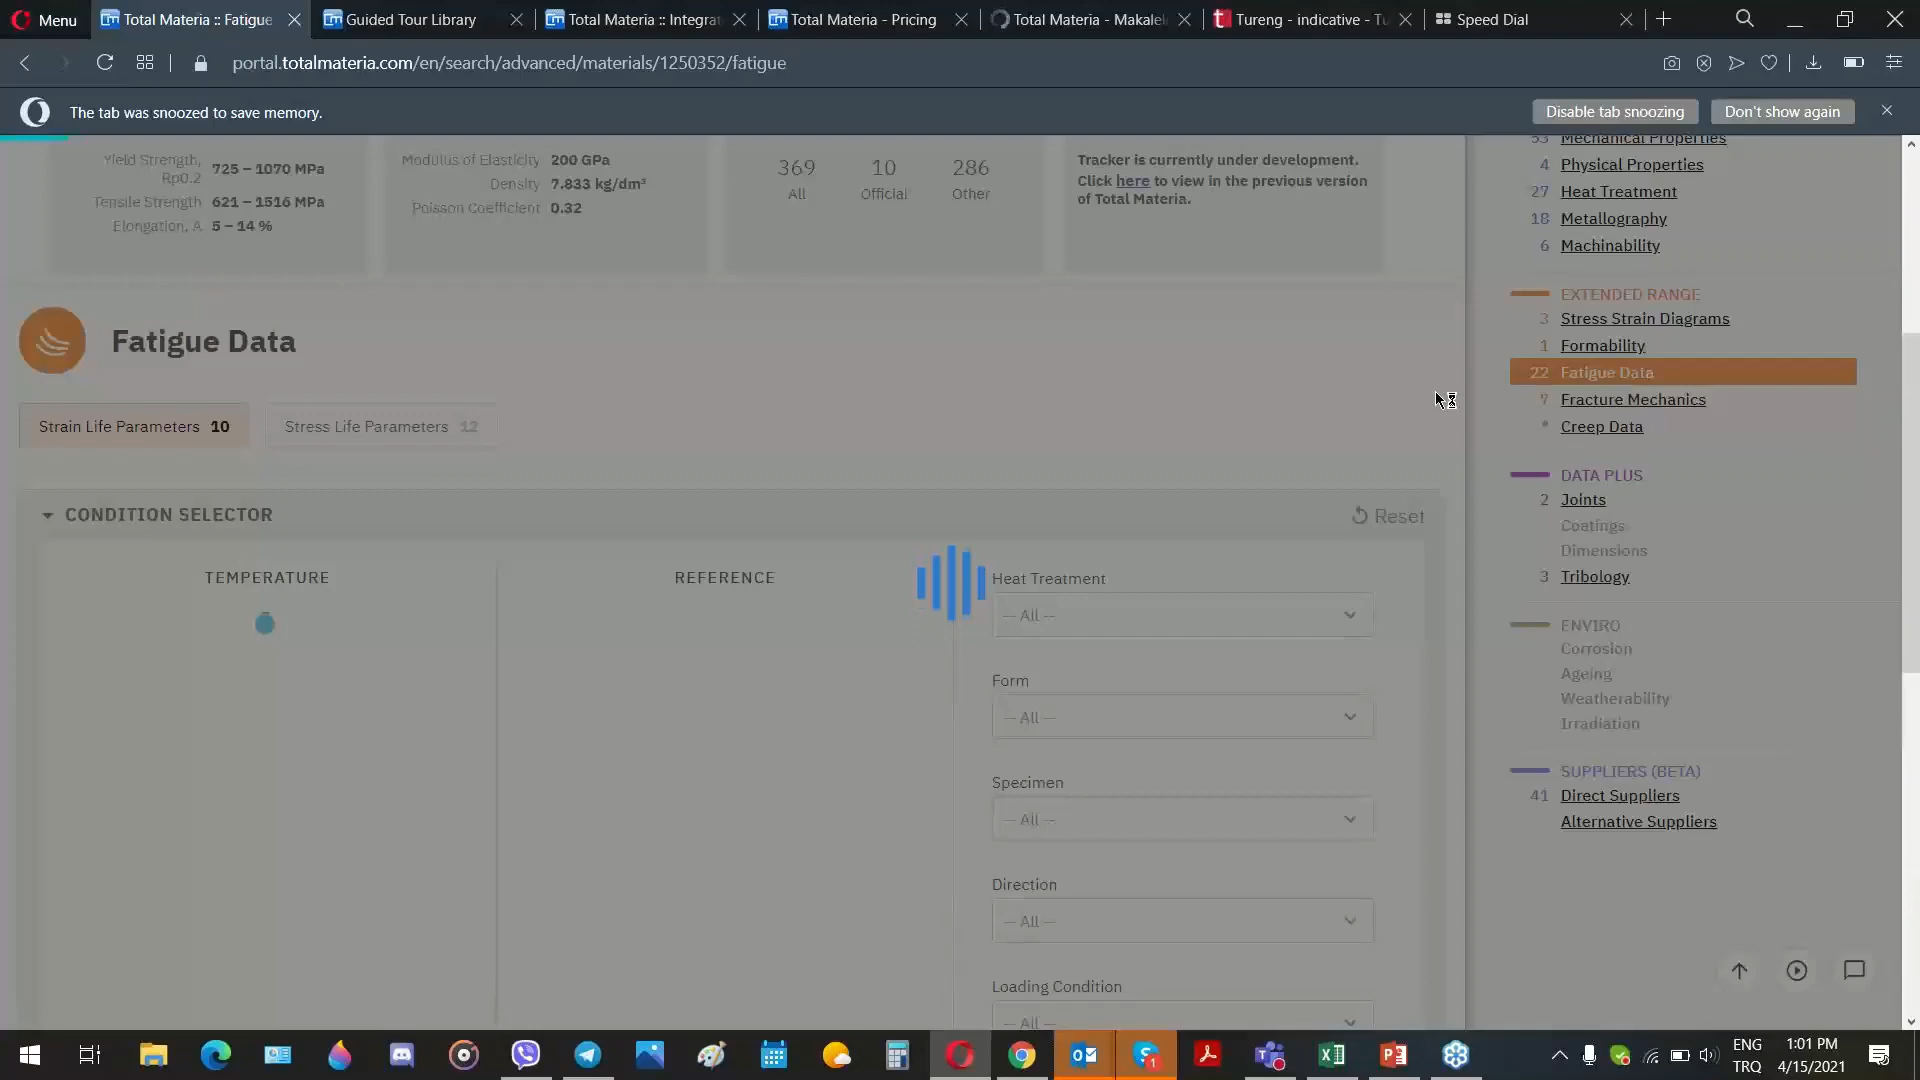 Menu
Total Materia :: Fatigue
Guided Tour Library
Total Materia :: Integrat
Total Materia - Pricing
Total Materia - Makalel
Tureng - indicative - Tu
Speed Dial
portal.totalmateria.com/en/search/advanced/materials/1250352/fatigue
The tab was snoozed to save memory.
Disable tab snoozing
Don't show again
Yield Strength, Rp0.2 725 – 1070 MPa
Tensile Strength 621 – 1516 MPa
Elongation, A 5 – 14 %
Modulus of Elasticity 200 GPa
Density 7.833 kg/dm³
Poisson Coefficient 0.32
369 10 286
All Official Other
Tracker is currently under development.
Click here to view in the previous version
of Total Materia.
53 Mechanical Properties
4 Physical Properties
27 Heat Treatment
18 Metallography
6 Machinability
EXTENDED RANGE
3 Stress Strain Diagrams
1 Formability
22 Fatigue Data
7 Fracture Mechanics
* Creep Data
DATA PLUS
2 Joints
Coatings
Dimensions
3 Tribology
ENVIRO
Corrosion
Ageing
Weatherability
Irradiation
SUPPLIERS (BETA)
41 Direct Suppliers
Alternative Suppliers
Fatigue Data
Strain Life Parameters 10
Stress Life Parameters 12
CONDITION SELECTOR
Reset
TEMPERATURE
REFERENCE
Heat Treatment
-- All --
Form
-- All --
Specimen
-- All --
Direction
-- All --
Loading Condition
-- All --
1
ENG
TRQ
1:01 PM
4/15/2021